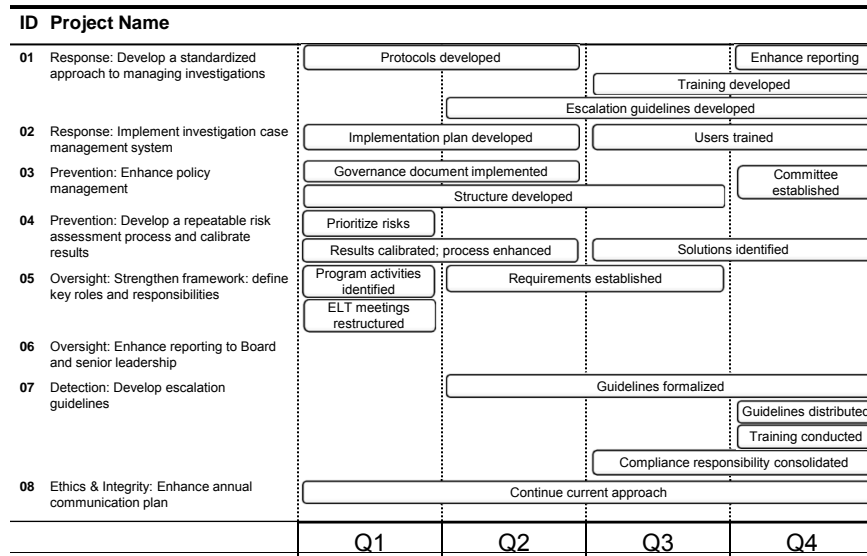 ID Project Name
01 Response: Develop a standardized
approach to managing investigations
Protocols developed
Enhance reporting
Training developed
Escalation guidelines developed
02 Response: Implement investigation case
management system
Implementation plan developed
Users trained
03 Prevention: Enhance policy
management
Governance document implemented
Committee
established
Structure developed
04 Prevention: Develop a repeatable risk
assessment process and calibrate
results
Prioritize risks
Results calibrated; process enhanced
Solutions identified
05 Oversight: Strengthen framework: define
key roles and responsibilities
Program activities
identified
Requirements established
ELT meetings
restructured
06 Oversight: Enhance reporting to Board
and senior leadership
07 Detection: Develop escalation
guidelines
Guidelines formalized
Guidelines distributed
Training conducted
Compliance responsibility consolidated
08 Ethics & Integrity: Enhance annual
communication plan
Continue current approach
Q1 Q2 Q3 Q4